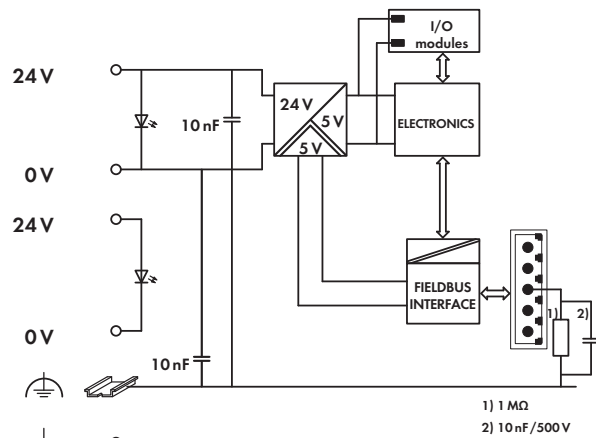 I/O
modules
24 V
24 V
5 V
10 nF
ELECTRONICS
5 V
0 V
24 V
FIELDBUS
INTERFACE
1)
2)
0 V
10 nF
1) 1 MΩ
2) 10 nF/500 V